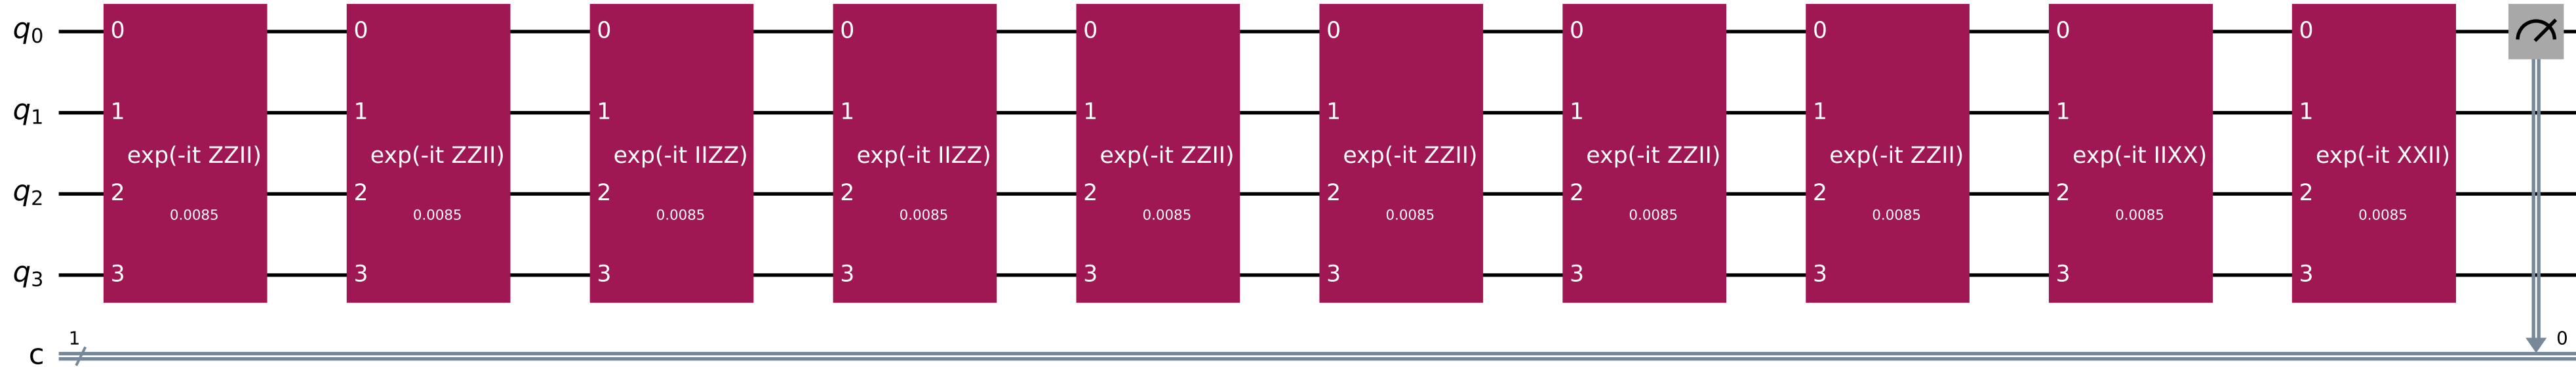 q0 0 0 0 0 0 0 0 0 0 0
q1 1 1 1 1 1 1 1 1 1 1
exp(-it ZZII) exp(-it ZZII) exp(-it IIZZ) exp(-it IIZZ) exp(-it ZZII) exp(-it ZZII) exp(-it ZZII) exp(-it ZZII) exp(-it IIXX) exp(-it XXII)
q2 2 2 2 2 2 2 2 2 2 2
0.0085 0.0085 0.0085 0.0085 0.0085 0.0085 0.0085 0.0085 0.0085 0.0085
q3 3 3 3 3 3 3 3 3 3 3
1 0
c